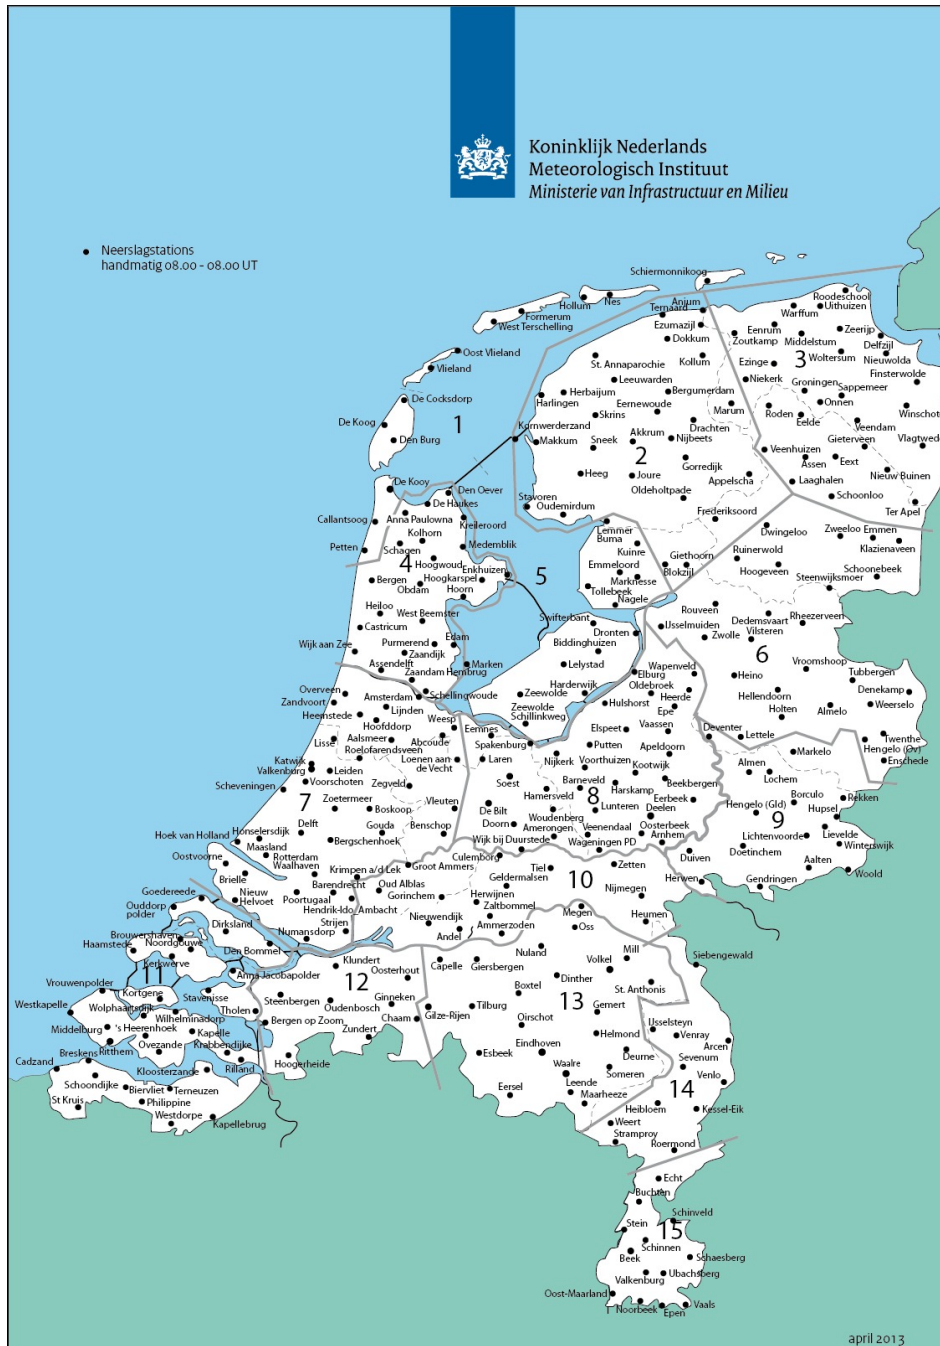 Koninklijk Nederlands
Meteorologisch Instituut
Ministerie van Infrastructuur en Milieu
Neerslagstations
handmatig 08.00 - 08.00 UT
Schiermonnikoog
Hollum
Nes
Formerum
West Terschelling
Oost Vlieland
Vlieland
De Cocksdorp
De Koog
Den Burg
1
Anjum
Ternaard
Ezumazijl
Dokkum
Kollum
St. Annaparochie
Leeuwarden
Herbaijum
Bergumerdam
Harlingen
Eernewoude
Skrins
Drachten
Marum
Kornwerderzand
Makkum
Sneek
Akkrum
Nijbeets
2
Gorredijk
Heeg
Joure
Appelscha
Oldeholtpade
Stavoren
Oudemirdum
Frederiksoord
Roodeschool
Uithuizen
Warffum
Eenrum
Zoutkamp
Middelstum
Zeerijp
Delfzijl
Ezinge
3
Woltersum
Nieuwolda
Niekerk
Groningen
Sappemeer
Finsterwolde
Onnen
Roden
Eelde
Winschoten
Veendam
Veenhuizen
Gieterveen
Vlagtwedde
Assen
Eext
Laaghalen
Nieuw Buinen
Schoonloo
Ter Apel
De Kooy
Den Oever
De Haukes
Callantsoog
Anna Paulowna
Kreileroord
Kolhorn
Petten
Schagen
Medemblik
4
Hoogwoud
Enkhuizen
Bergen
Hoogkarspel
Obdam
Hoorn
5
Heiloo
West Beemster
Castricum
Purmerend
Edam
Wijk aan Zee
Zaandijk
Assendelft
Marken
Zaandam Hembrug
Lemmer
Buma
Kuinre
Emmeloord
Giethoorn
Blokzijl
Marknesse
Tollebeek
Nagele
Swifterbant
Dronten
Biddinghuizen
Lelystad
Harderwijk
Zeewolde
Zeewolde
Schillinkweg
Dwingeloo
Zweeloo
Emmen
Klazienaveen
Ruinerwold
Hoogeveen
Schoonebeek
Steenwijksmoer
Rouveen
IJsselmuiden
Dedemsvaart
Rheezerveen
Zwolle
Vilsteren
6
Heino
Vroomshoop
Tubbergen
Hellendoorn
Denekamp
Holten
Almelo
Weerselo
Deventer
Lettele
Twenthe
Hengelo (Ov)
Enschede
Overveen
Zandvoort
Amsterdam
Schellingwoude
Lijnden
Heemstede
Hoofddorp
Weesp
Lisse
Aalsmeer
Abcoude
Roelofarendsveen
Loenen aan
de Vecht
Katwijk
Valkenburg
Leiden
Voorschoten
Zegveld
Scheveningen
7
Zoetermeer
Boskoop
Vleuten
Delft
Gouda
Benschop
Hoek van Holland
Honselersdijk
Bergschenhoek
Maasland
Oostvoorne
Rotterdam
Waalhaven
Krimpen a/d Lek
Groot Ammers
Brielle
Barendrecht
Oud Alblas
Goedereede
Nieuw
Helvoet
Poortugaal
Gorinchem
Hendrik-Ido_Ambacht
Ouddorp
polder
Dirksland
Numansdorp
Strijen
Wapenveld
Elburg
Oldebroek
Heerde
Hulshorst
Epe
Eemnes
Spakenburg
Elspeet
Vaassen
Laren
Putten
Apeldoorn
Nijkerk
Voorthuizen
Kootwijk
Soest
Barneveld
Beekbergen
Hamersveld
Harskamp
8
Eerbeek
De Bilt
Lunteren
Deelen
Doorn
Woudenberg
Amerongen
Veenendaal
Oosterbeek
Arnhem
Wijk bij Duurstede
Wageningen PD
Markelo
Almen
Lochem
Borculo
Rekken
Hengelo (Gld)
9
Hupsel
Lichtenvoorde
Lievelde
Winterswijk
Doetinchem
Aalten
Duiven
Woold
Herwen
Gendringen
Culemborg
Tiel
Zetten
Geldermalsen
10
Nijmegen
Herwijnen
Zaltbommel
Nieuwendijk
Megen
Heumen
Andel
Ammerzoden
Oss
Brouwershaven
Noordgouwe
Haamstede
Den Bommel
Kerkwerve
11
Anna Jacobapolder
Vrouwenpolder
Kortgene
Stavenisse
Westkapelle
Wolphaartsdijk
Wilhelminadorp
Tholen
Middelburg
's Heerenhoek
Kapelle
Ritthem
Ovezande
Krabbendijke
Cadzand
Breskens
Kloosterzande
Rilland
Schoondijke
Biervliet
Terneuzen
St Kruis
Philippine
Westdorpe
Kapellebrug
12
Klundert
Oosterhout
Steenbergen
Oudenbosch
Ginneken
Bergen op Zoom
Chaam
Zundert
Hoogerheide
Capelle
Giersbergen
Nuland
Mill
Volkel
Siebengewald
Dinther
Boxtel
13
St. Anthonis
Gilze-Rijen
Tilburg
Gemert
Oirschot
IJsselsteyn
Helmond
Venray
Eindhoven
Arcen
Esbeek
Deurne
Sevenum
Waalre
Someren
Venlo
Leende
14
Eersel
Maarheeze
Heibloem
Kessel-Eik
Weert
Stramproy
Roermond
Echt
Buchten
Schinveld
Stein
15
Schinnen
Beek
Schaesberg
Valkenburg
Ubachsberg
Oost-Maarland
Noorbeek
Epen
Vaals
april 2013